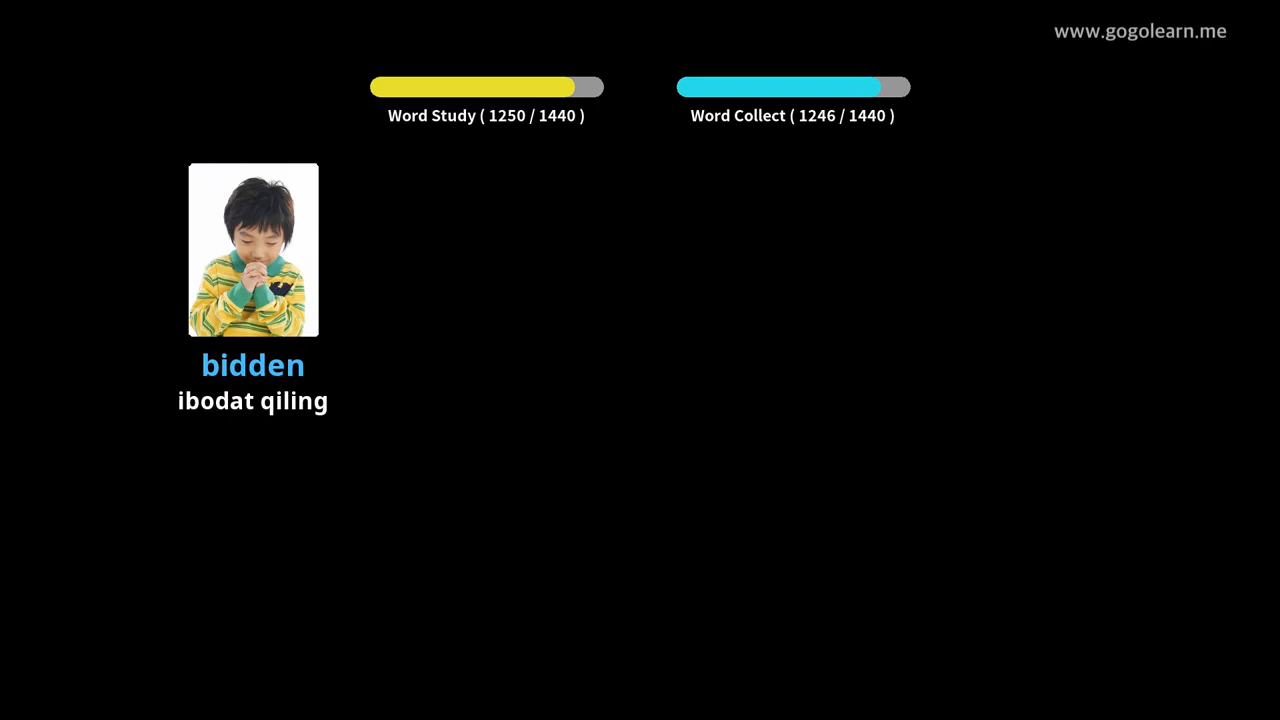 www.gogolearn.me
Word Study ( 1250 / 1440 )
Word Collect ( 1246 / 1440 )
bidden
ibodat qiling